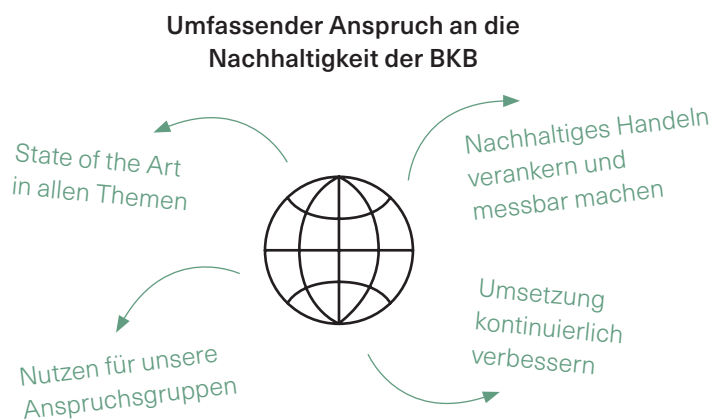 Umfassender Anspruch an die
Nachhaltigkeit der BKB
State of the Art
in allen Themen
Nachhaltiges Handeln
verankern und
messbar machen
Nutzen für unsere
Anspruchsgruppen
Umsetzung
kontinuierlich
verbessern